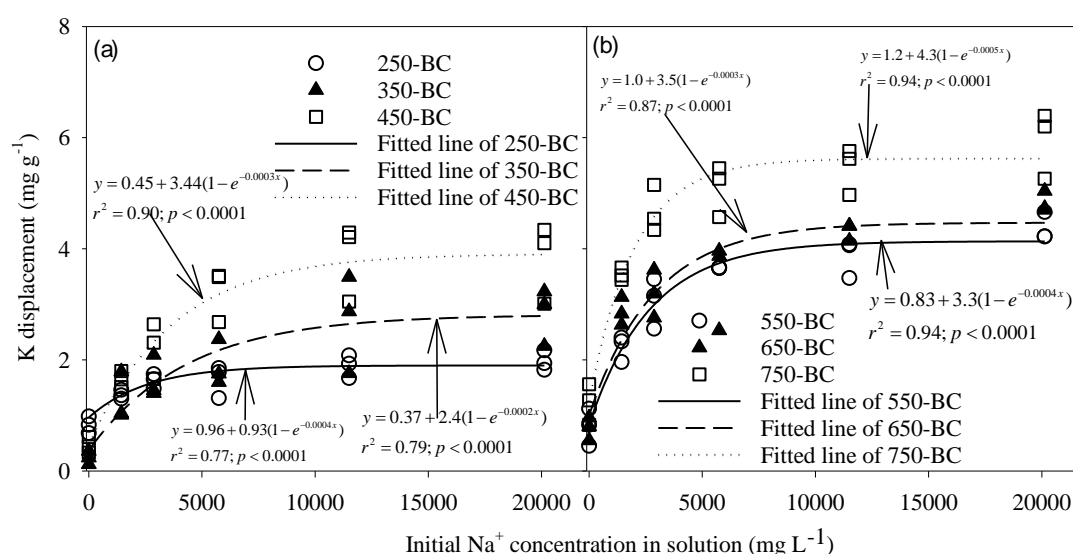 8
6
4
2
0
K displacement (mg g-1)
(a)
250-BC
350-BC
450-BC
Fitted line of 250-BC
Fitted line of 350-BC
Fitted line of 450-BC
y = 0.45 + 3.44(1 − e^-0.0003x)
r² = 0.90; p < 0.0001
y = 0.96 + 0.93(1 − e^-0.0004x)
r² = 0.77; p < 0.0001
y = 0.37 + 2.4(1 − e^-0.0002x)
r² = 0.79; p < 0.0001
0 5000 10000 15000 20000
(b)
y = 1.0 + 3.5(1 − e^-0.0003x)
r² = 0.87; p < 0.0001
y = 1.2 + 4.3(1 − e^-0.0005x)
r² = 0.94; p < 0.0001
y = 0.83 + 3.3(1 − e^-0.0004x)
r² = 0.94; p < 0.0001
550-BC
650-BC
750-BC
Fitted line of 550-BC
Fitted line of 650-BC
Fitted line of 750-BC
0 5000 10000 15000 20000
Initial Na+ concentration in solution (mg L-1)